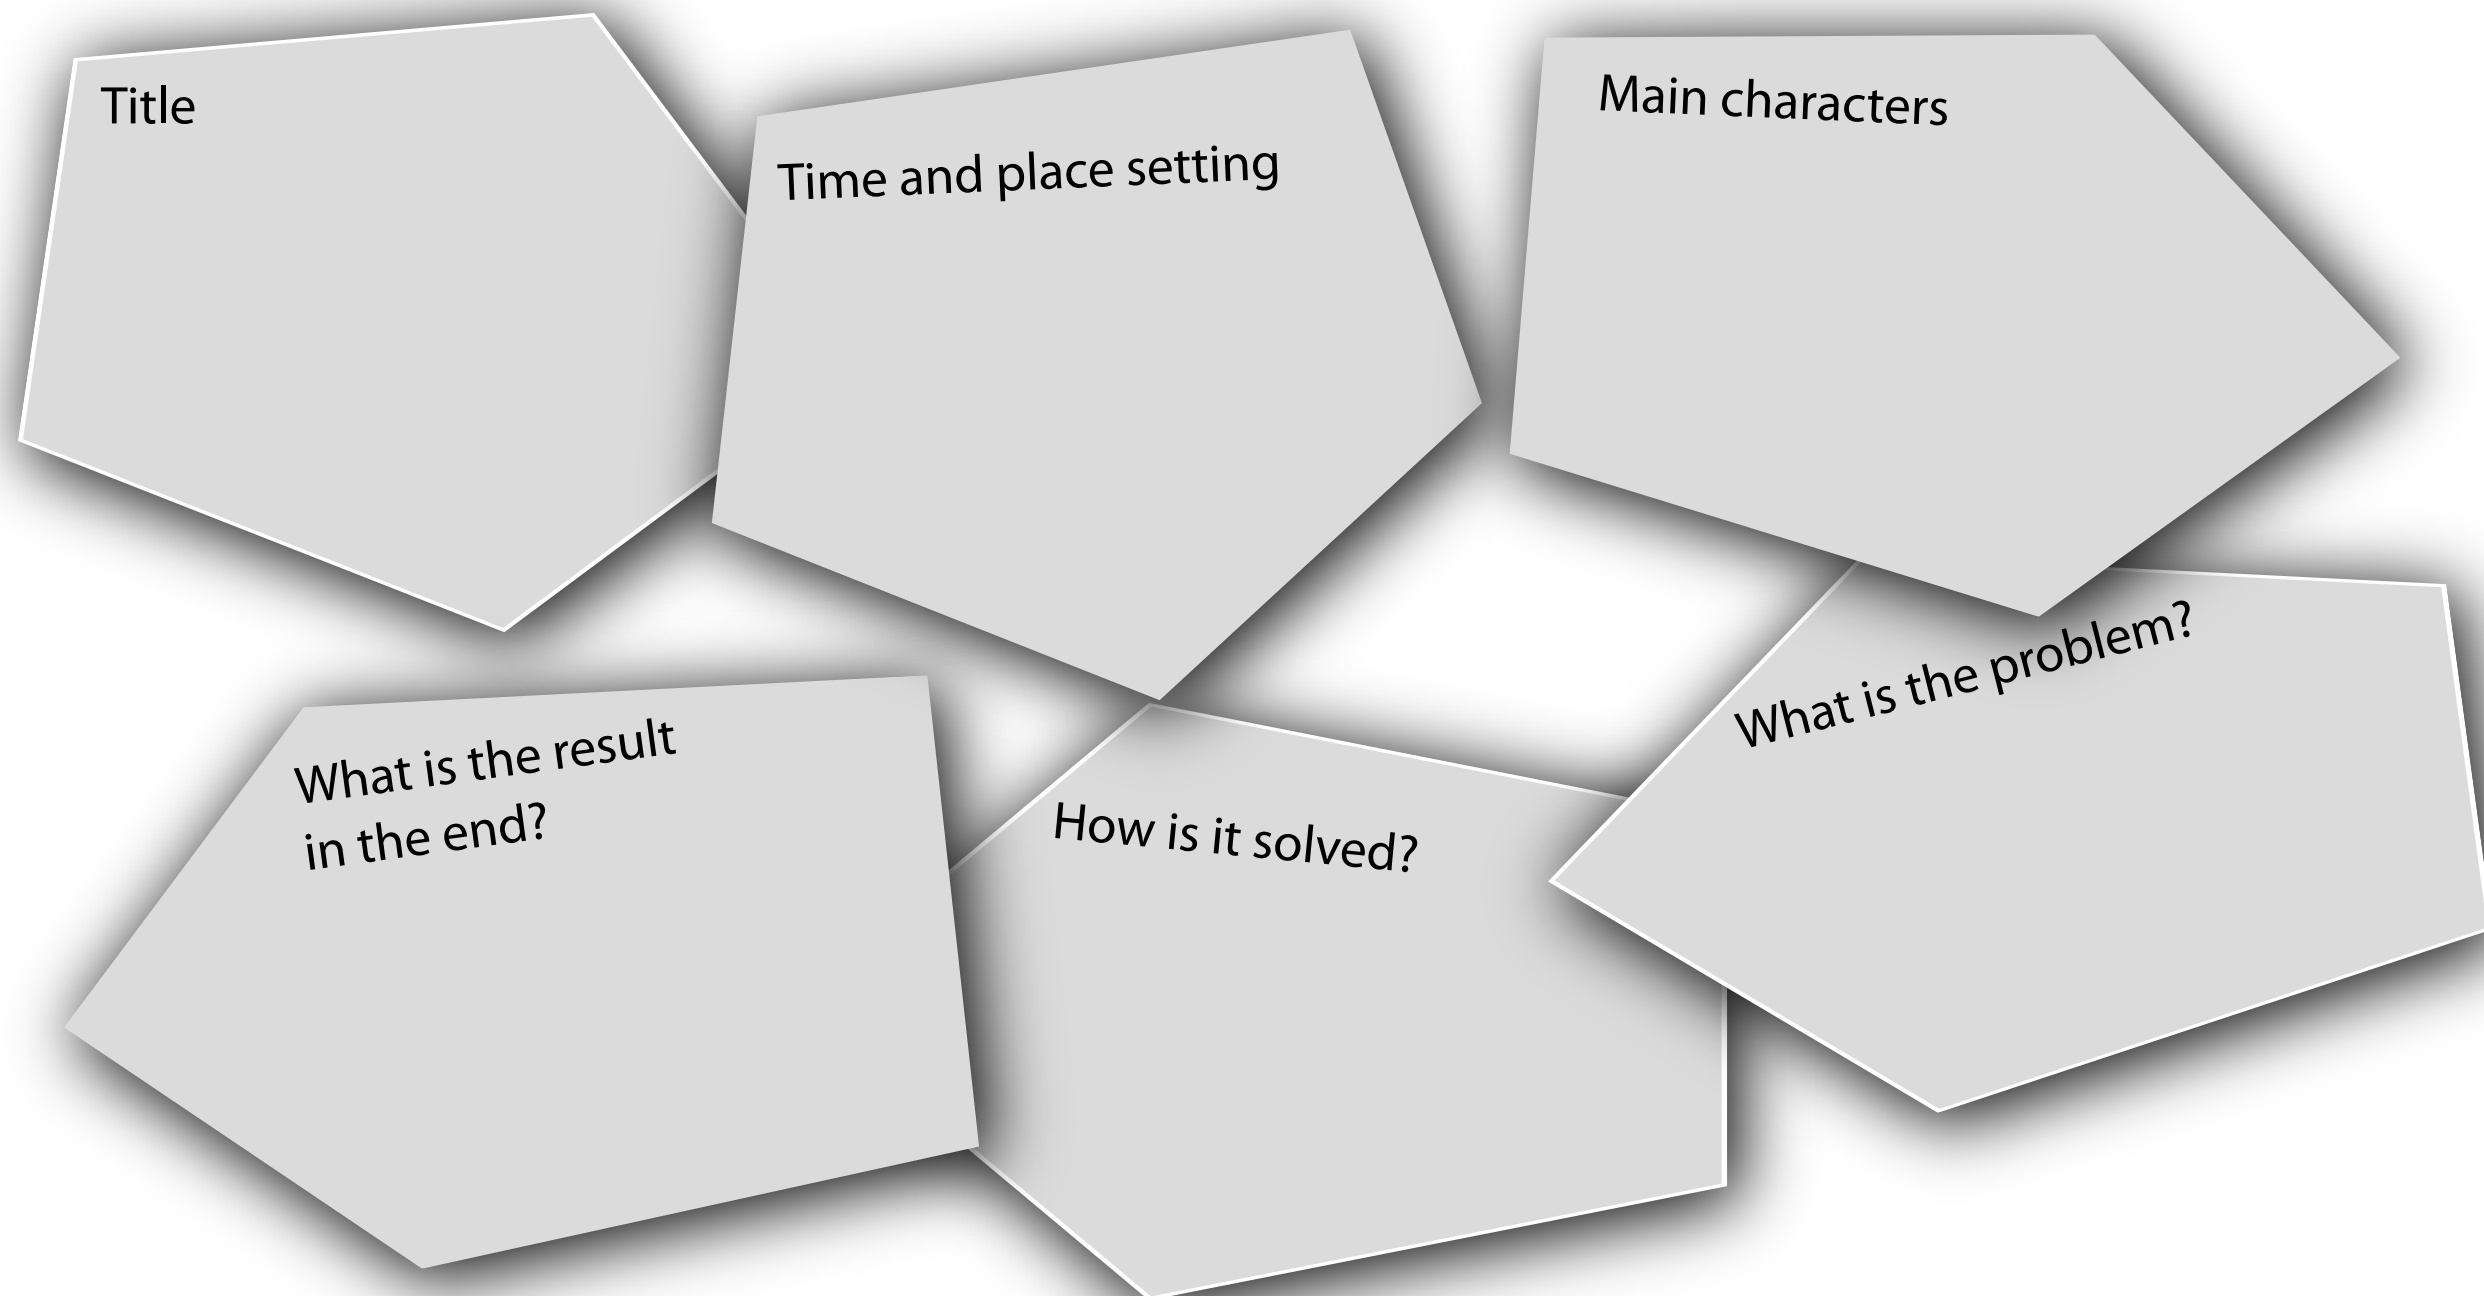 Title
Time and place setting
Main characters
What is the problem?
How is it solved?
What is the result
in the end?